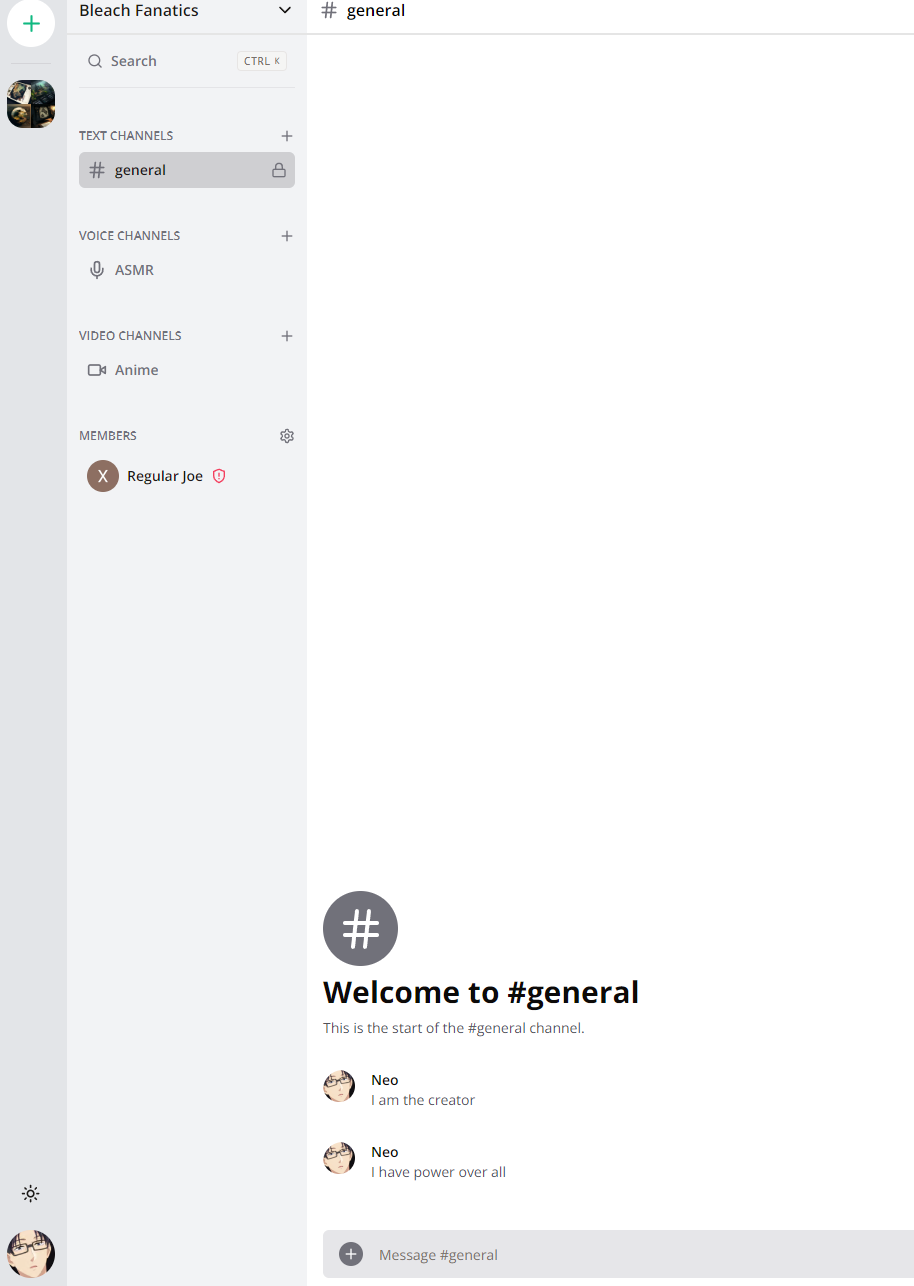 Bleach Fanatics
Search
CTRL K
TEXT CHANNELS
general
VOICE CHANNELS
ASMR
VIDEO CHANNELS
Anime
MEMBERS
X
Regular Joe
# general
#
Welcome to #general
This is the start of the #general channel.
Neo
I am the creator
Neo
I have power over all
Message #general